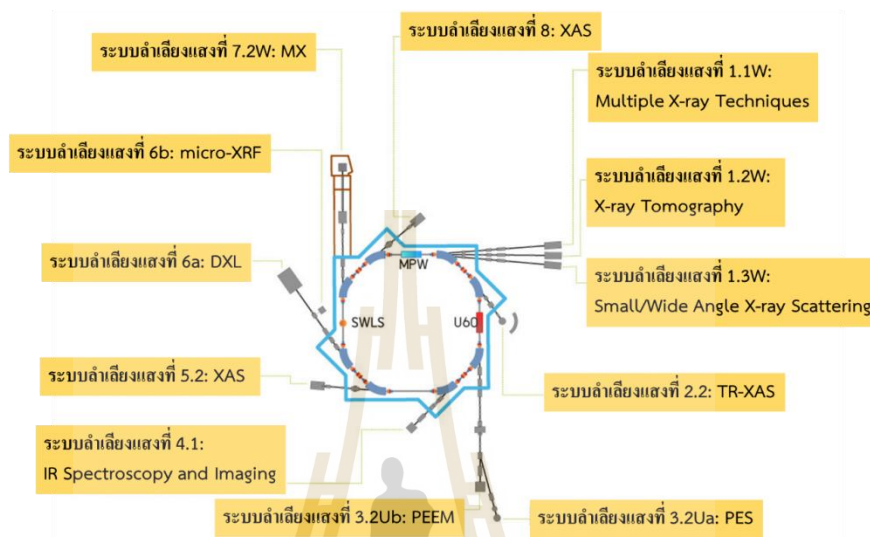 ระบบลำเลียงแสงที่ 8: XAS
ระบบลำเลียงแสงที่ 7.2W: MX
ระบบลำเลียงแสงที่ 1.1W:
Multiple X-ray Techniques
ระบบลำเลียงแสงที่ 6b: micro-XRF
ระบบลำเลียงแสงที่ 1.2W:
X-ray Tomography
ระบบลำเลียงแสงที่ 6a: DXL
MPW
ระบบลำเลียงแสงที่ 1.3W:
Small/Wide Angle X-ray Scattering
SWLS
U60
ระบบลำเลียงแสงที่ 5.2: XAS
ระบบลำเลียงแสงที่ 2.2: TR-XAS
ระบบลำเลียงแสงที่ 4.1:
IR Spectroscopy and Imaging
ระบบลำเลียงแสงที่ 3.2Ub: PEEM
ระบบลำเลียงแสงที่ 3.2Ua: PES